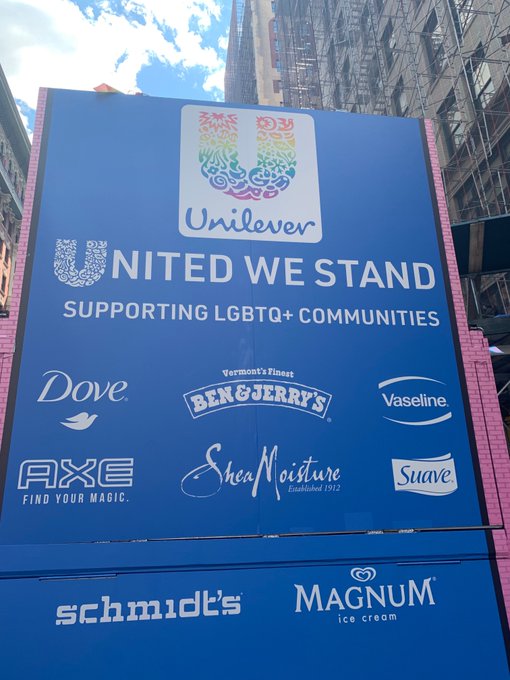 Unilever
UNITED WE STAND
SUPPORTING LGBTQ+ COMMUNITIES
Dove
Vermont's Finest
BEN & JERRY'S
Vaseline
AXE
FIND YOUR MAGIC.
SheaMoisture
Established 1912
Suave
schmidt's
MAGNUM
ice cream